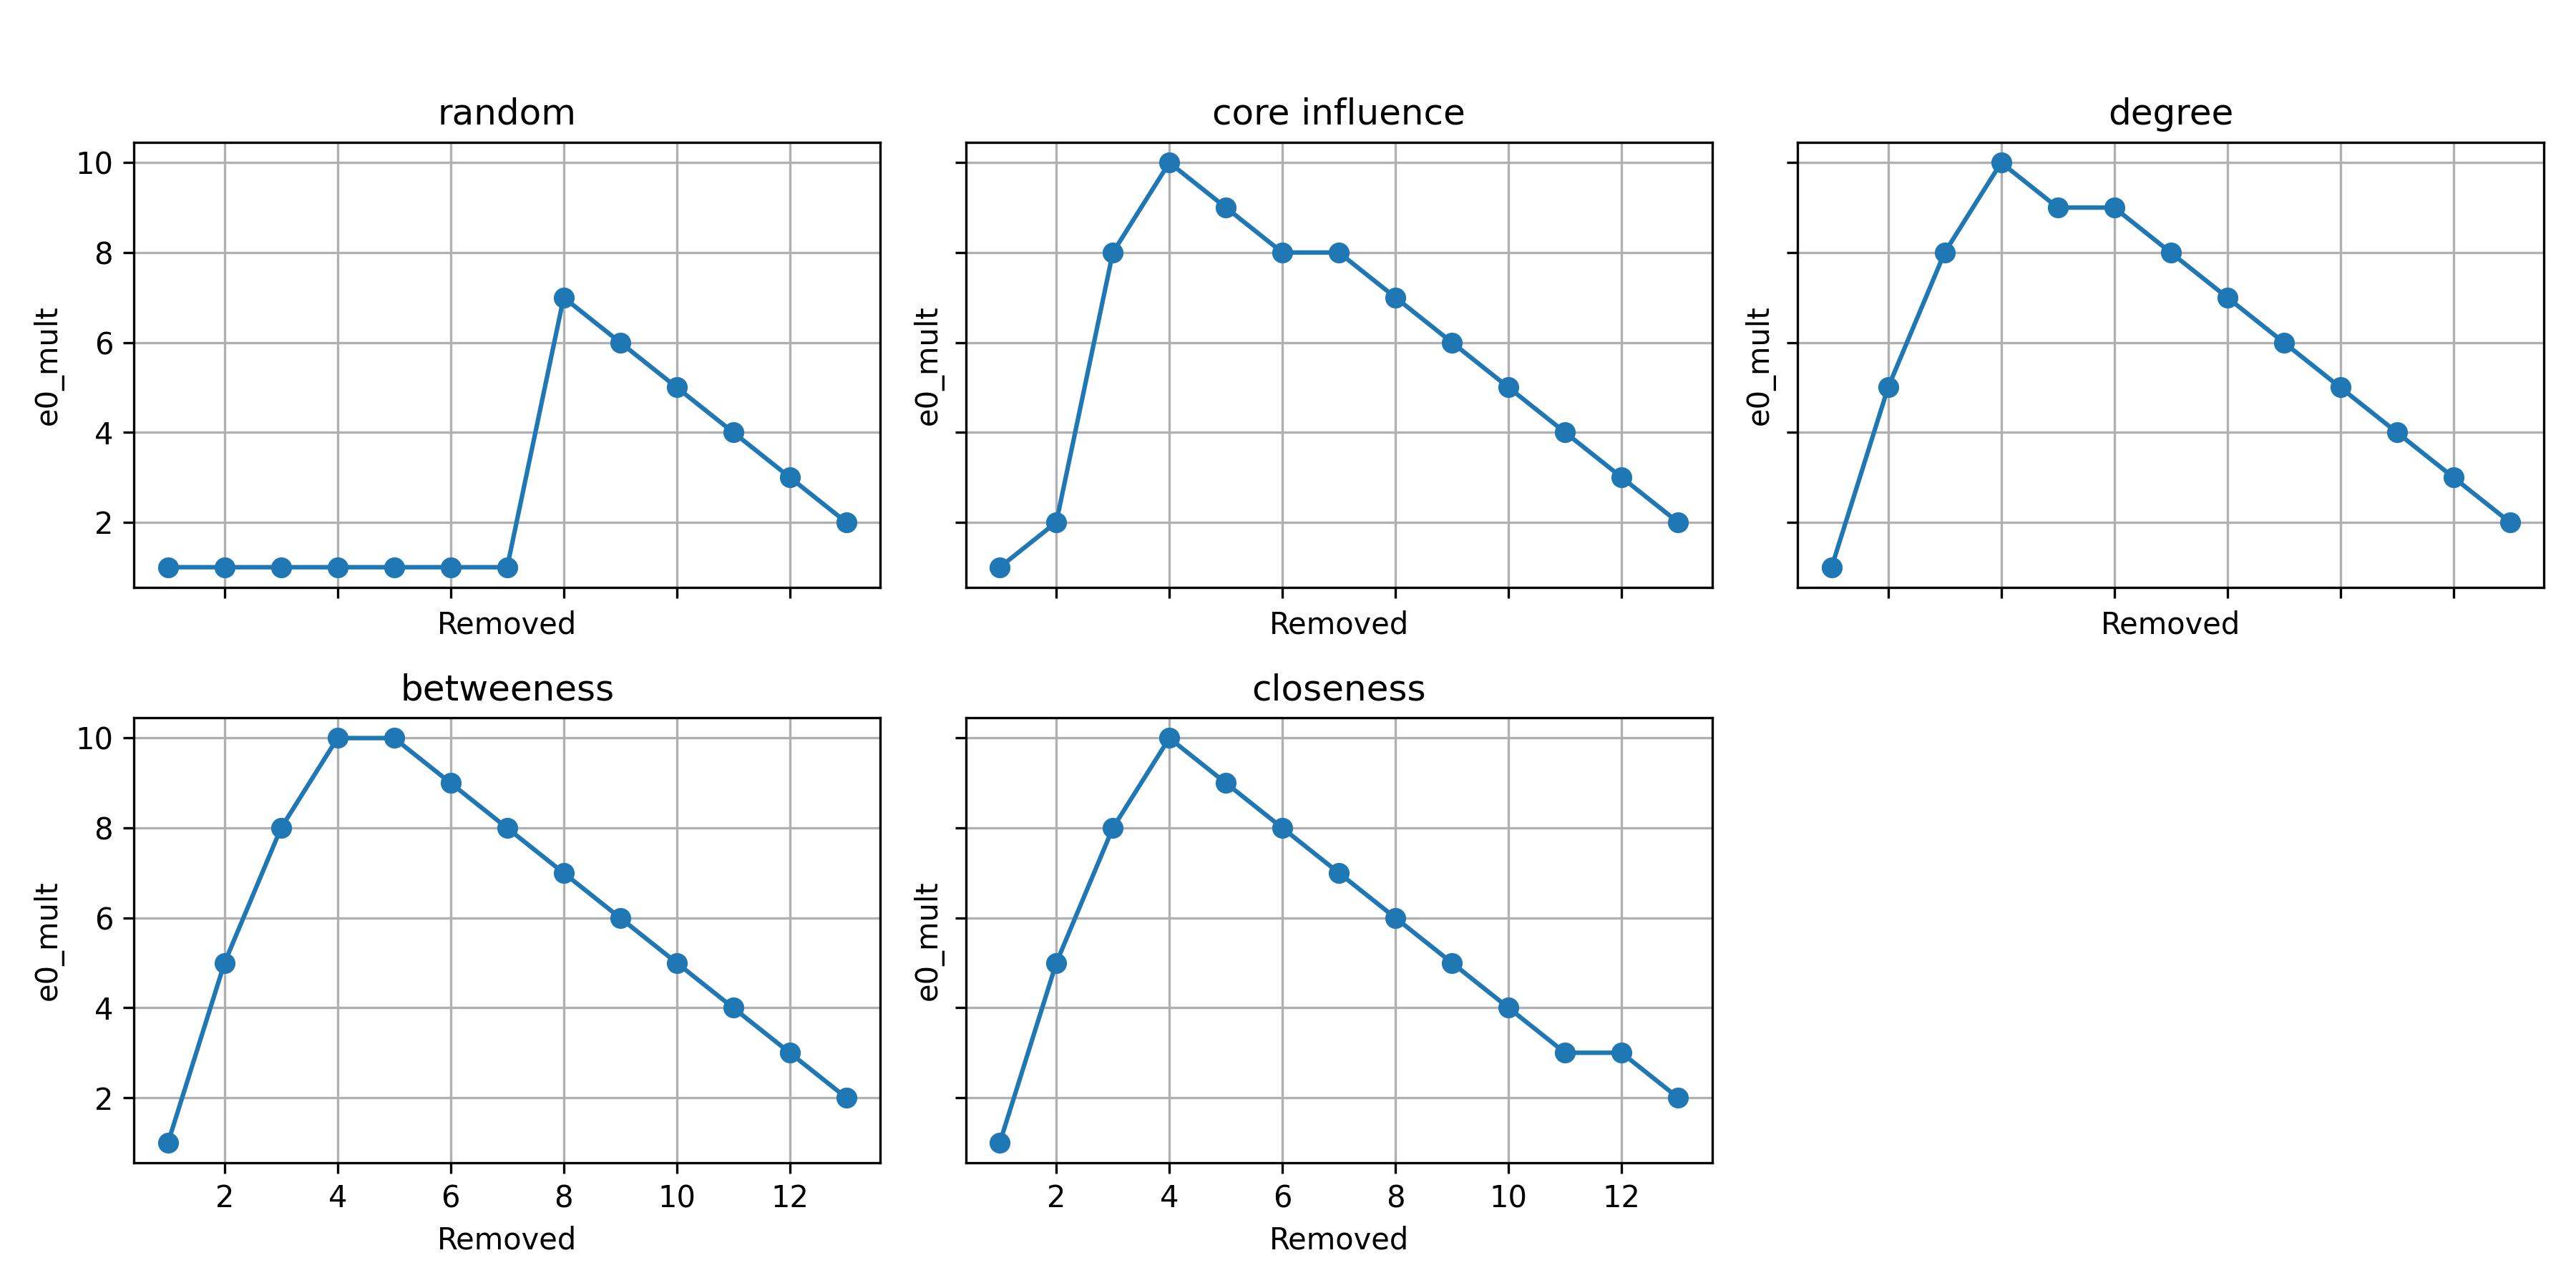 random
core influence
degree
10
8
6
4
2
e0_mult
e0_mult
e0_mult
Removed
Removed
Removed
betweeness
closeness
10
8
6
4
2
e0_mult
e0_mult
2 4 6 8 10 12
2 4 6 8 10 12
Removed
Removed